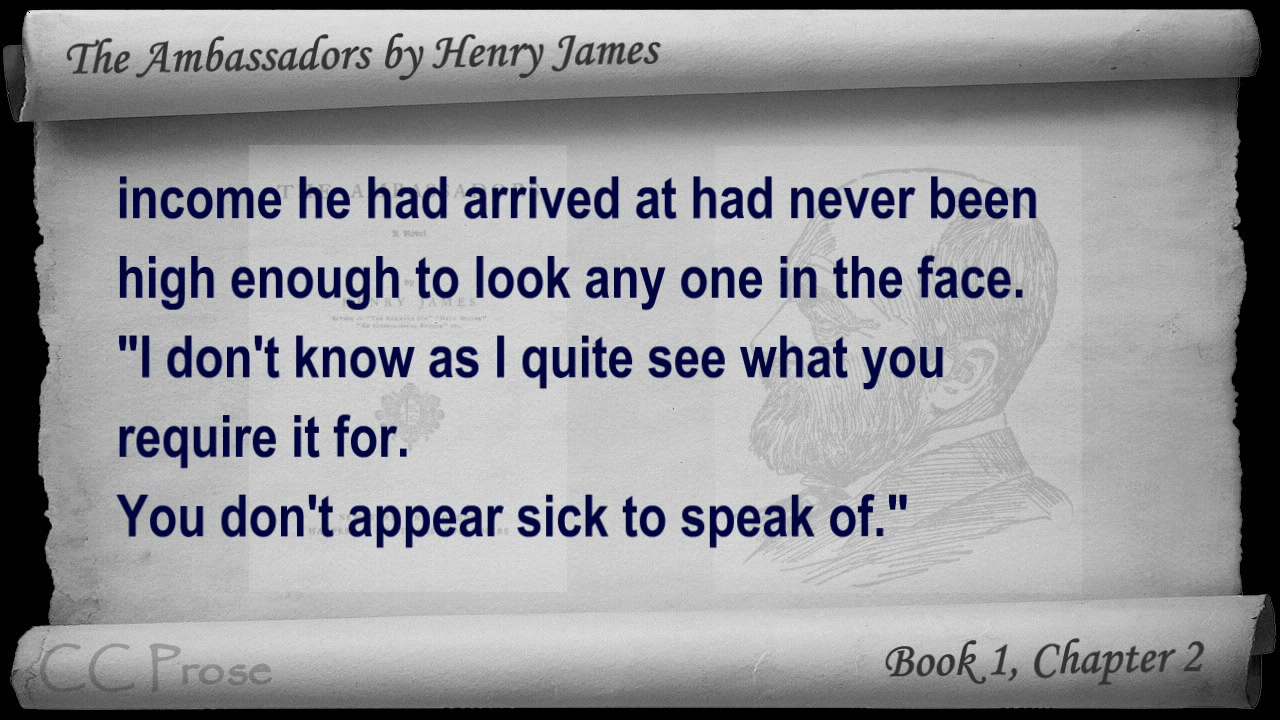 The Ambassadors by Henry James
income he had arrived at had never been
high enough to look any one in the face.
"I don't know as I quite see what you
require it for.
You don't appear sick to speak of."
CC Prose
Book 1, Chapter 2